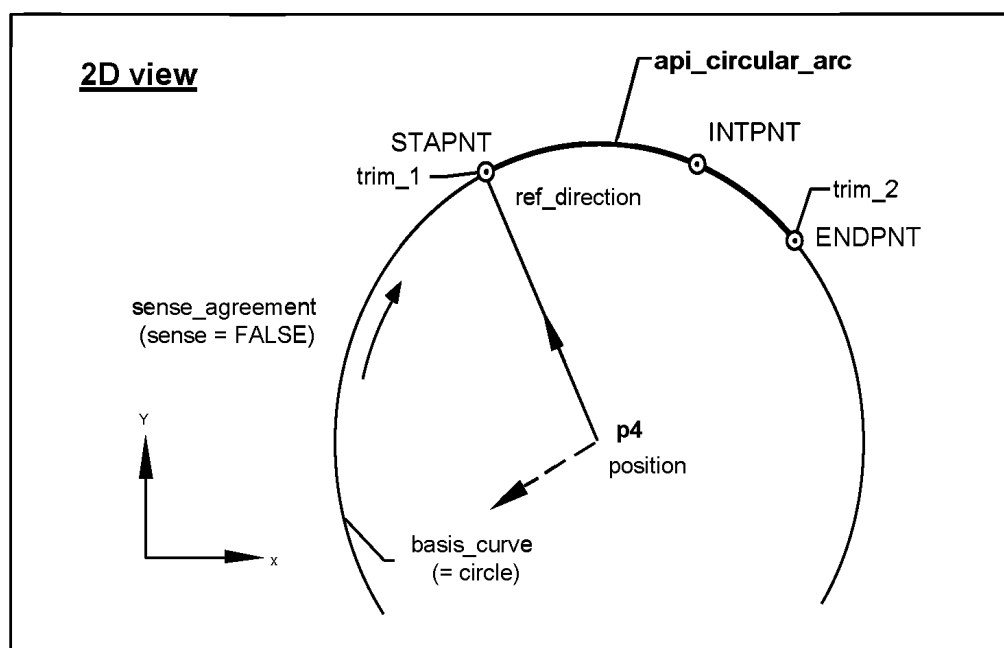 2D view
api_circular_arc
STAPNT
INTPNT
trim_1
ref_direction
trim_2
ENDPNT
sense_agreement
(sense = FALSE)
Y
p4
position
x
basis_curve
(= circle)